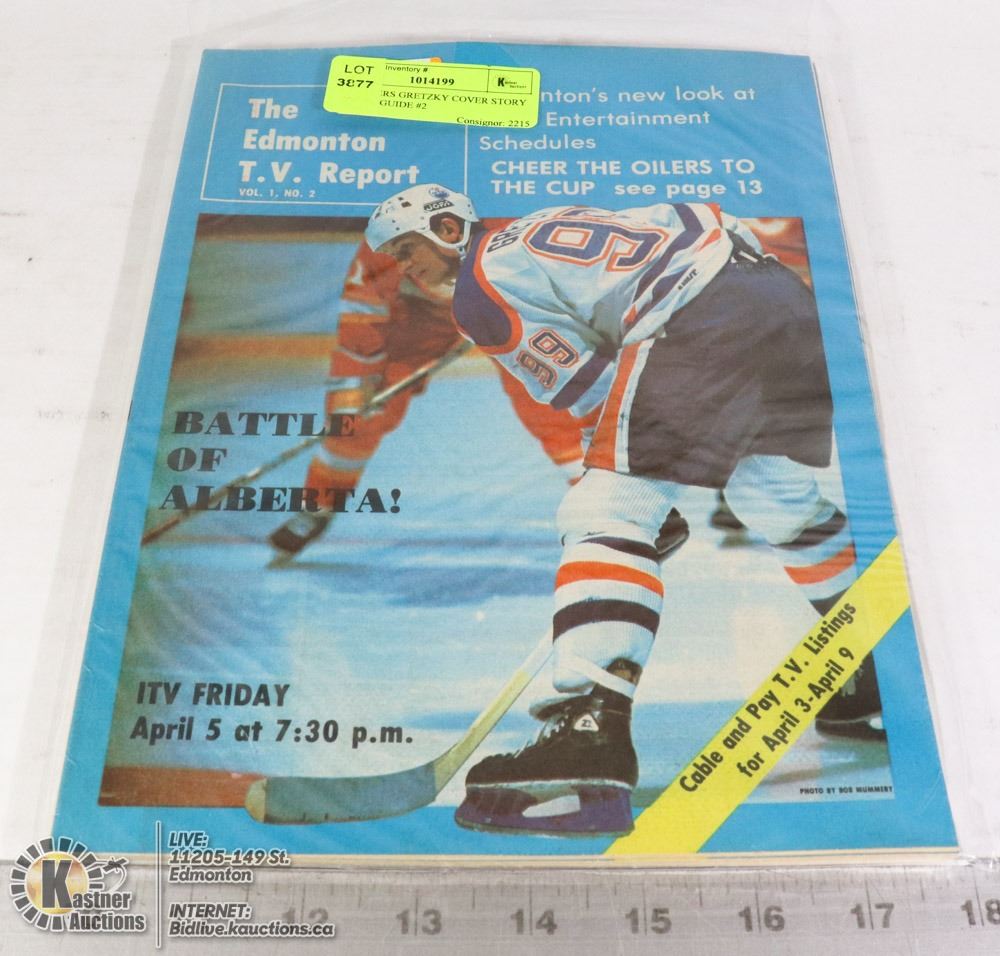 LOT
3877
Inventory #
1014199
Kastner
Auctions
ERS GRETZKY COVER STORY
GUIDE #2
Consignor: 2215
The
Edmonton
T.V. Report
VOL. 1, NO. 2
nton's new look at
Entertainment
Schedules
CHEER THE OILERS TO
THE CUP see page 13
JOFA
99
99
BATTLE
OF
ALBERTA!
ITV FRIDAY
April 5 at 7:30 p.m.
Cable and Pay T.V. Listings
for April 3-April 9
PHOTO BY BOB MUMMERY
Kastner
Auctions
LIVE:
11205-149 St.
Edmonton
INTERNET:
Bidlive.kauctions.ca
12 13 14 15 16 17 18